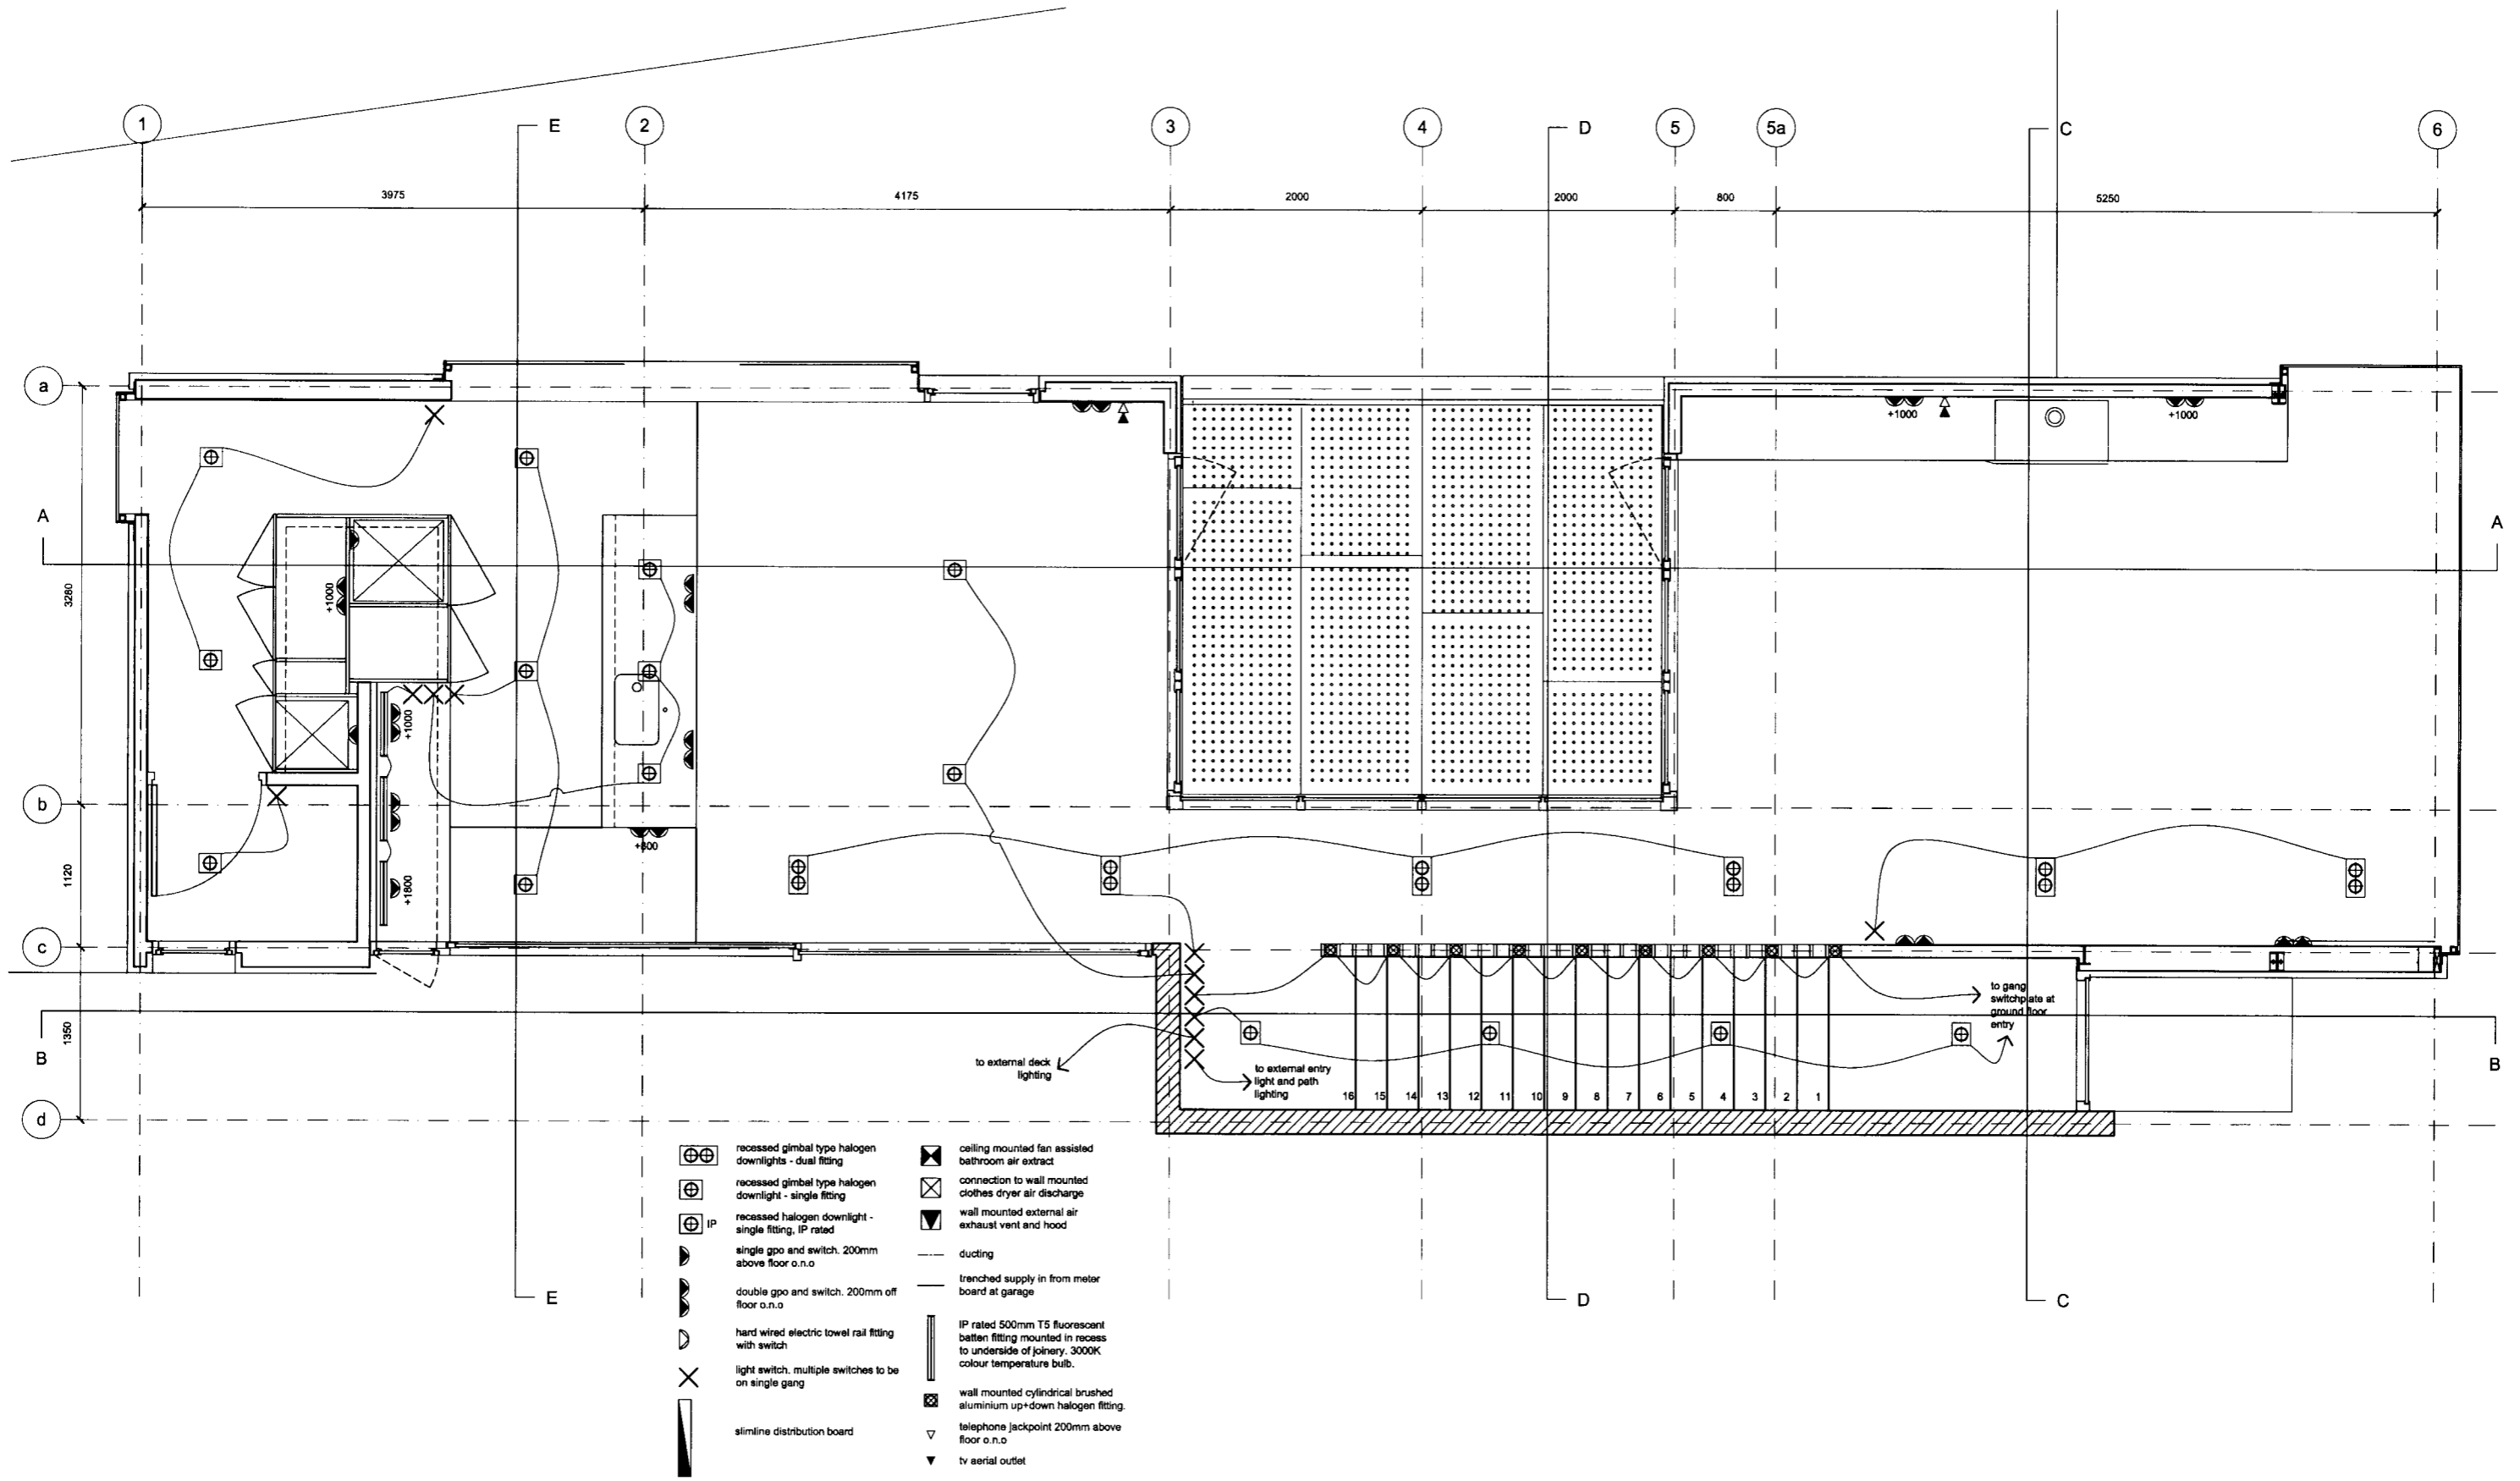 1
E
2
3
4
D
5
5a
C
6
3975
4175
2000
2000
800
5250
a
+1000
+1000
A
A
3280
+1000
+1000
b
+800
1120
+1800
c
to gang
switchplate at
ground floor
entry
1350
B
B
to external deck
lighting
to external entry
light and path
lighting
16 15 14 13 12 11 10 9 8 7 6 5 4 3 2 1
d
recessed gimbal type halogen
downlights - dual fitting
recessed gimbal type halogen
downlight - single fitting
IP
recessed halogen downlight -
single fitting, IP rated
single gpo and switch. 200mm
above floor o.n.o
double gpo and switch. 200mm off
floor o.n.o
hard wired electric towel rail fitting
with switch
light switch. multiple switches to be
on single gang
slimline distribution board
ceiling mounted fan assisted
bathroom air extract
connection to wall mounted
clothes dryer air discharge
wall mounted external air
exhaust vent and hood
ducting
trenched supply in from meter
board at garage
IP rated 500mm T5 fluorescent
batten fitting mounted in recess
to underside of joinery. 3000K
colour temperature bulb.
wall mounted cylindrical brushed
aluminium up+down halogen fitting.
telephone jackpoint 200mm above
floor o.n.o
tv aerial outlet
E
D
C